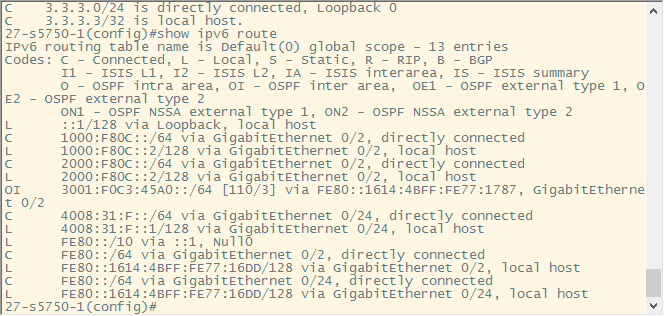 C    3.3.3.0/24 is directly connected, Loopback 0
C    3.3.3.3/32 is local host.
27-s5750-1(config)#show ipv6 route
IPv6 routing table name is Default(0) global scope - 13 entries
Codes: C - Connected, L - Local, S - Static, R - RIP, B - BGP
       I1 - ISIS L1, I2 - ISIS L2, IA - ISIS interarea, IS - ISIS summary
       O - OSPF intra area, OI - OSPF inter area,  OE1 - OSPF external type 1, O
E2 - OSPF external type 2
       ON1 - OSPF NSSA external type 1, ON2 - OSPF NSSA external type 2
L      ::1/128 via Loopback, local host
C      1000:F80C::/64 via GigabitEthernet 0/2, directly connected
L      1000:F80C::2/128 via GigabitEthernet 0/2, local host
C      2000:F80C::/64 via GigabitEthernet 0/2, directly connected
L      2000:F80C::2/128 via GigabitEthernet 0/2, local host
OI     3001:F0C3:45A0::/64 [110/3] via FE80::1614:4BFF:FE77:1787, GigabitEtherne
t 0/2
C      4008:31:F::/64 via GigabitEthernet 0/24, directly connected
L      4008:31:F::1/128 via GigabitEthernet 0/24, local host
L      FE80::/10 via ::1, Null0
C      FE80::/64 via GigabitEthernet 0/2, directly connected
L      FE80::1614:4BFF:FE77:16DD/128 via GigabitEthernet 0/2, local host
C      FE80::/64 via GigabitEthernet 0/24, directly connected
L      FE80::1614:4BFF:FE77:16DD/128 via GigabitEthernet 0/24, local host
27-s5750-1(config)#